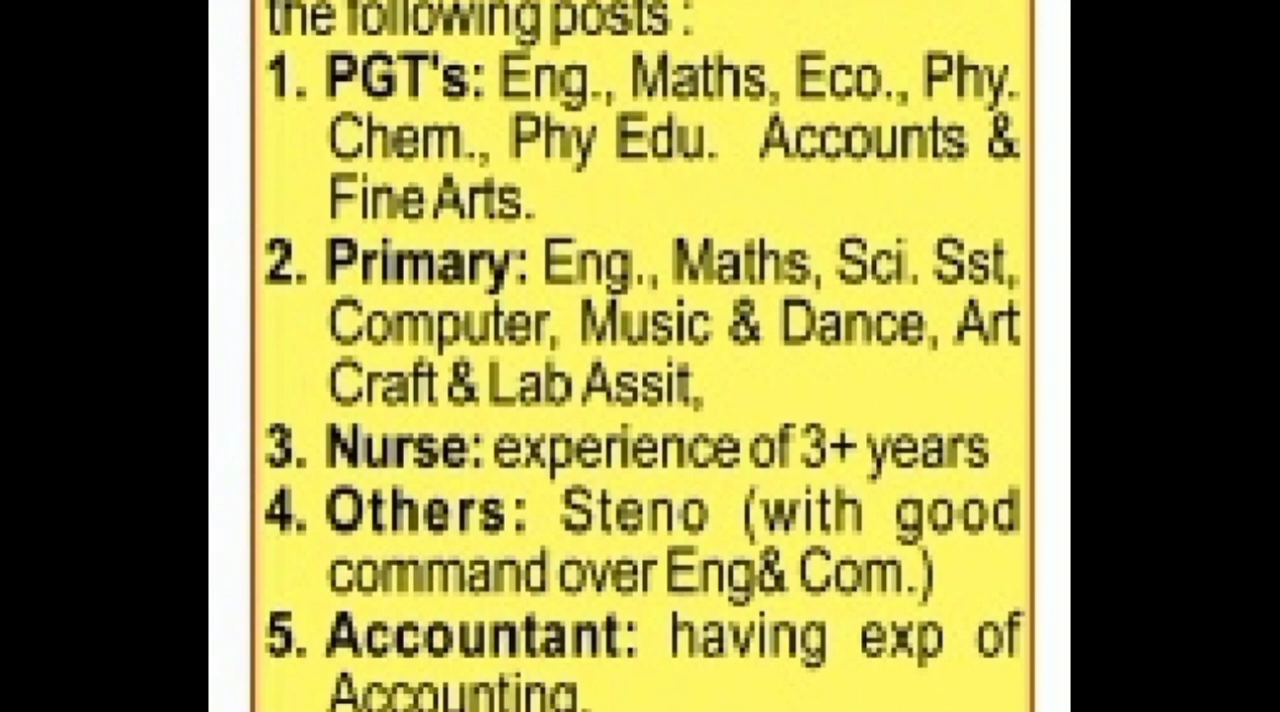 the following posts :
1. PGT's: Eng., Maths, Eco., Phy.
Chem., Phy Edu. Accounts &
Fine Arts.
2. Primary: Eng., Maths, Sci. Sst,
Computer, Music & Dance, Art
Craft & Lab Assit,
3. Nurse: experience of 3+ years
4. Others: Steno (with good
command over Eng& Com.)
5. Accountant: having exp of
Accounting.